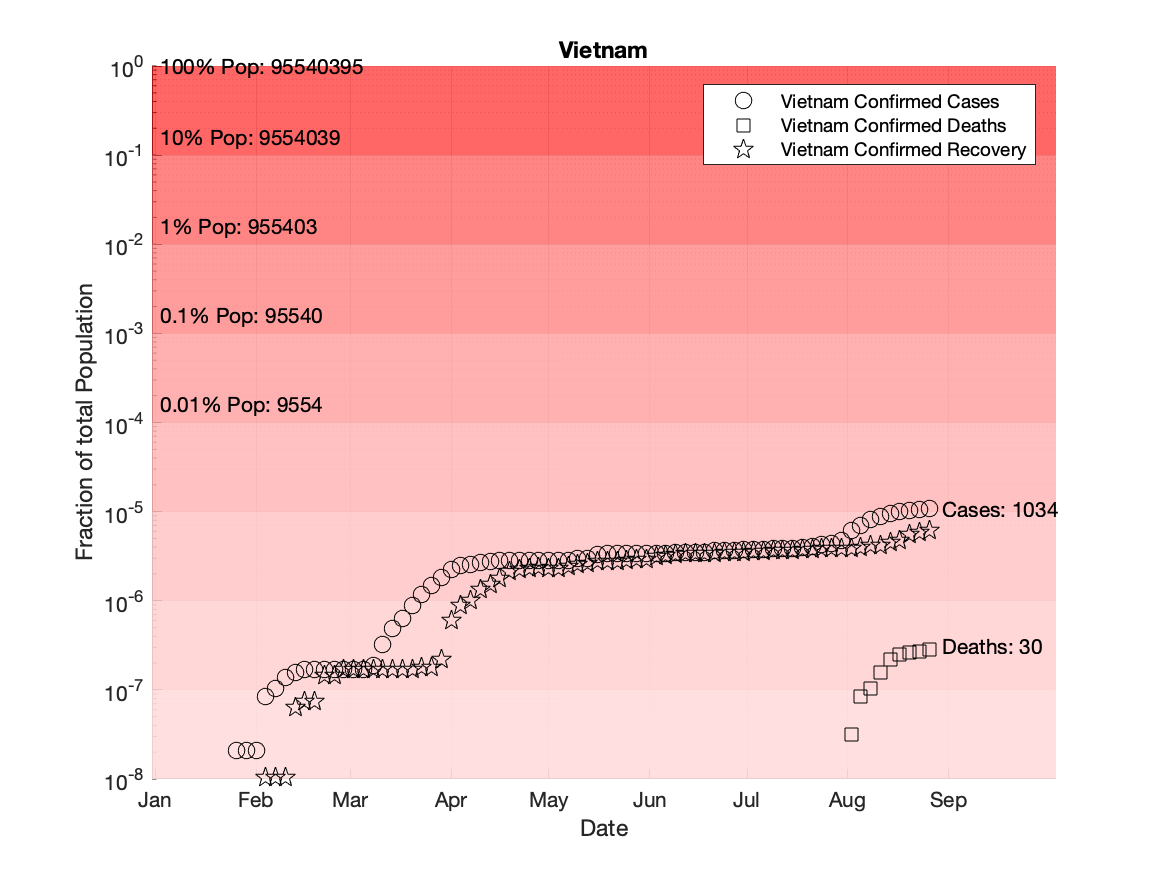 Vietnam
10^0
100% Pop: 95540395
Vietnam Confirmed Cases
Vietnam Confirmed Deaths
Vietnam Confirmed Recovery
10% Pop: 9554039
10^-1
1% Pop: 955403
10^-2
0.1% Pop: 95540
10^-3
0.01% Pop: 9554
10^-4
10^-5
Cases: 1034
10^-6
Deaths: 30
10^-7
10^-8
Fraction of total Population
Jan Feb Mar Apr May Jun Jul Aug Sep
Date